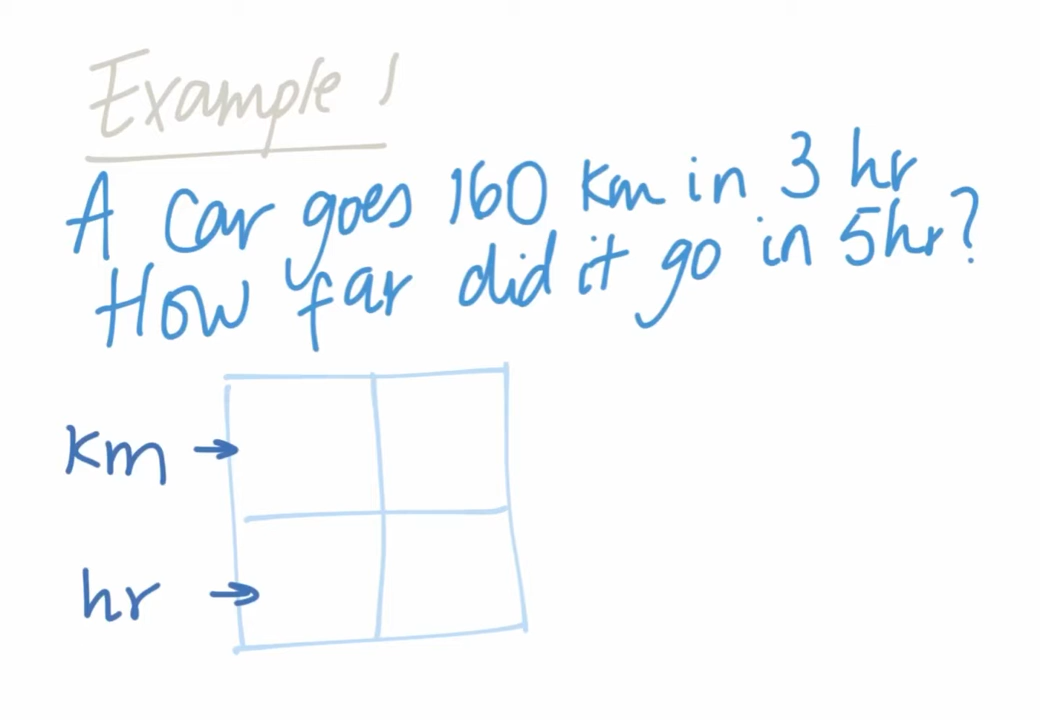 Example 1
A car goes 160 km in 3 hr
How far did it go in 5hr?
km →
hr →